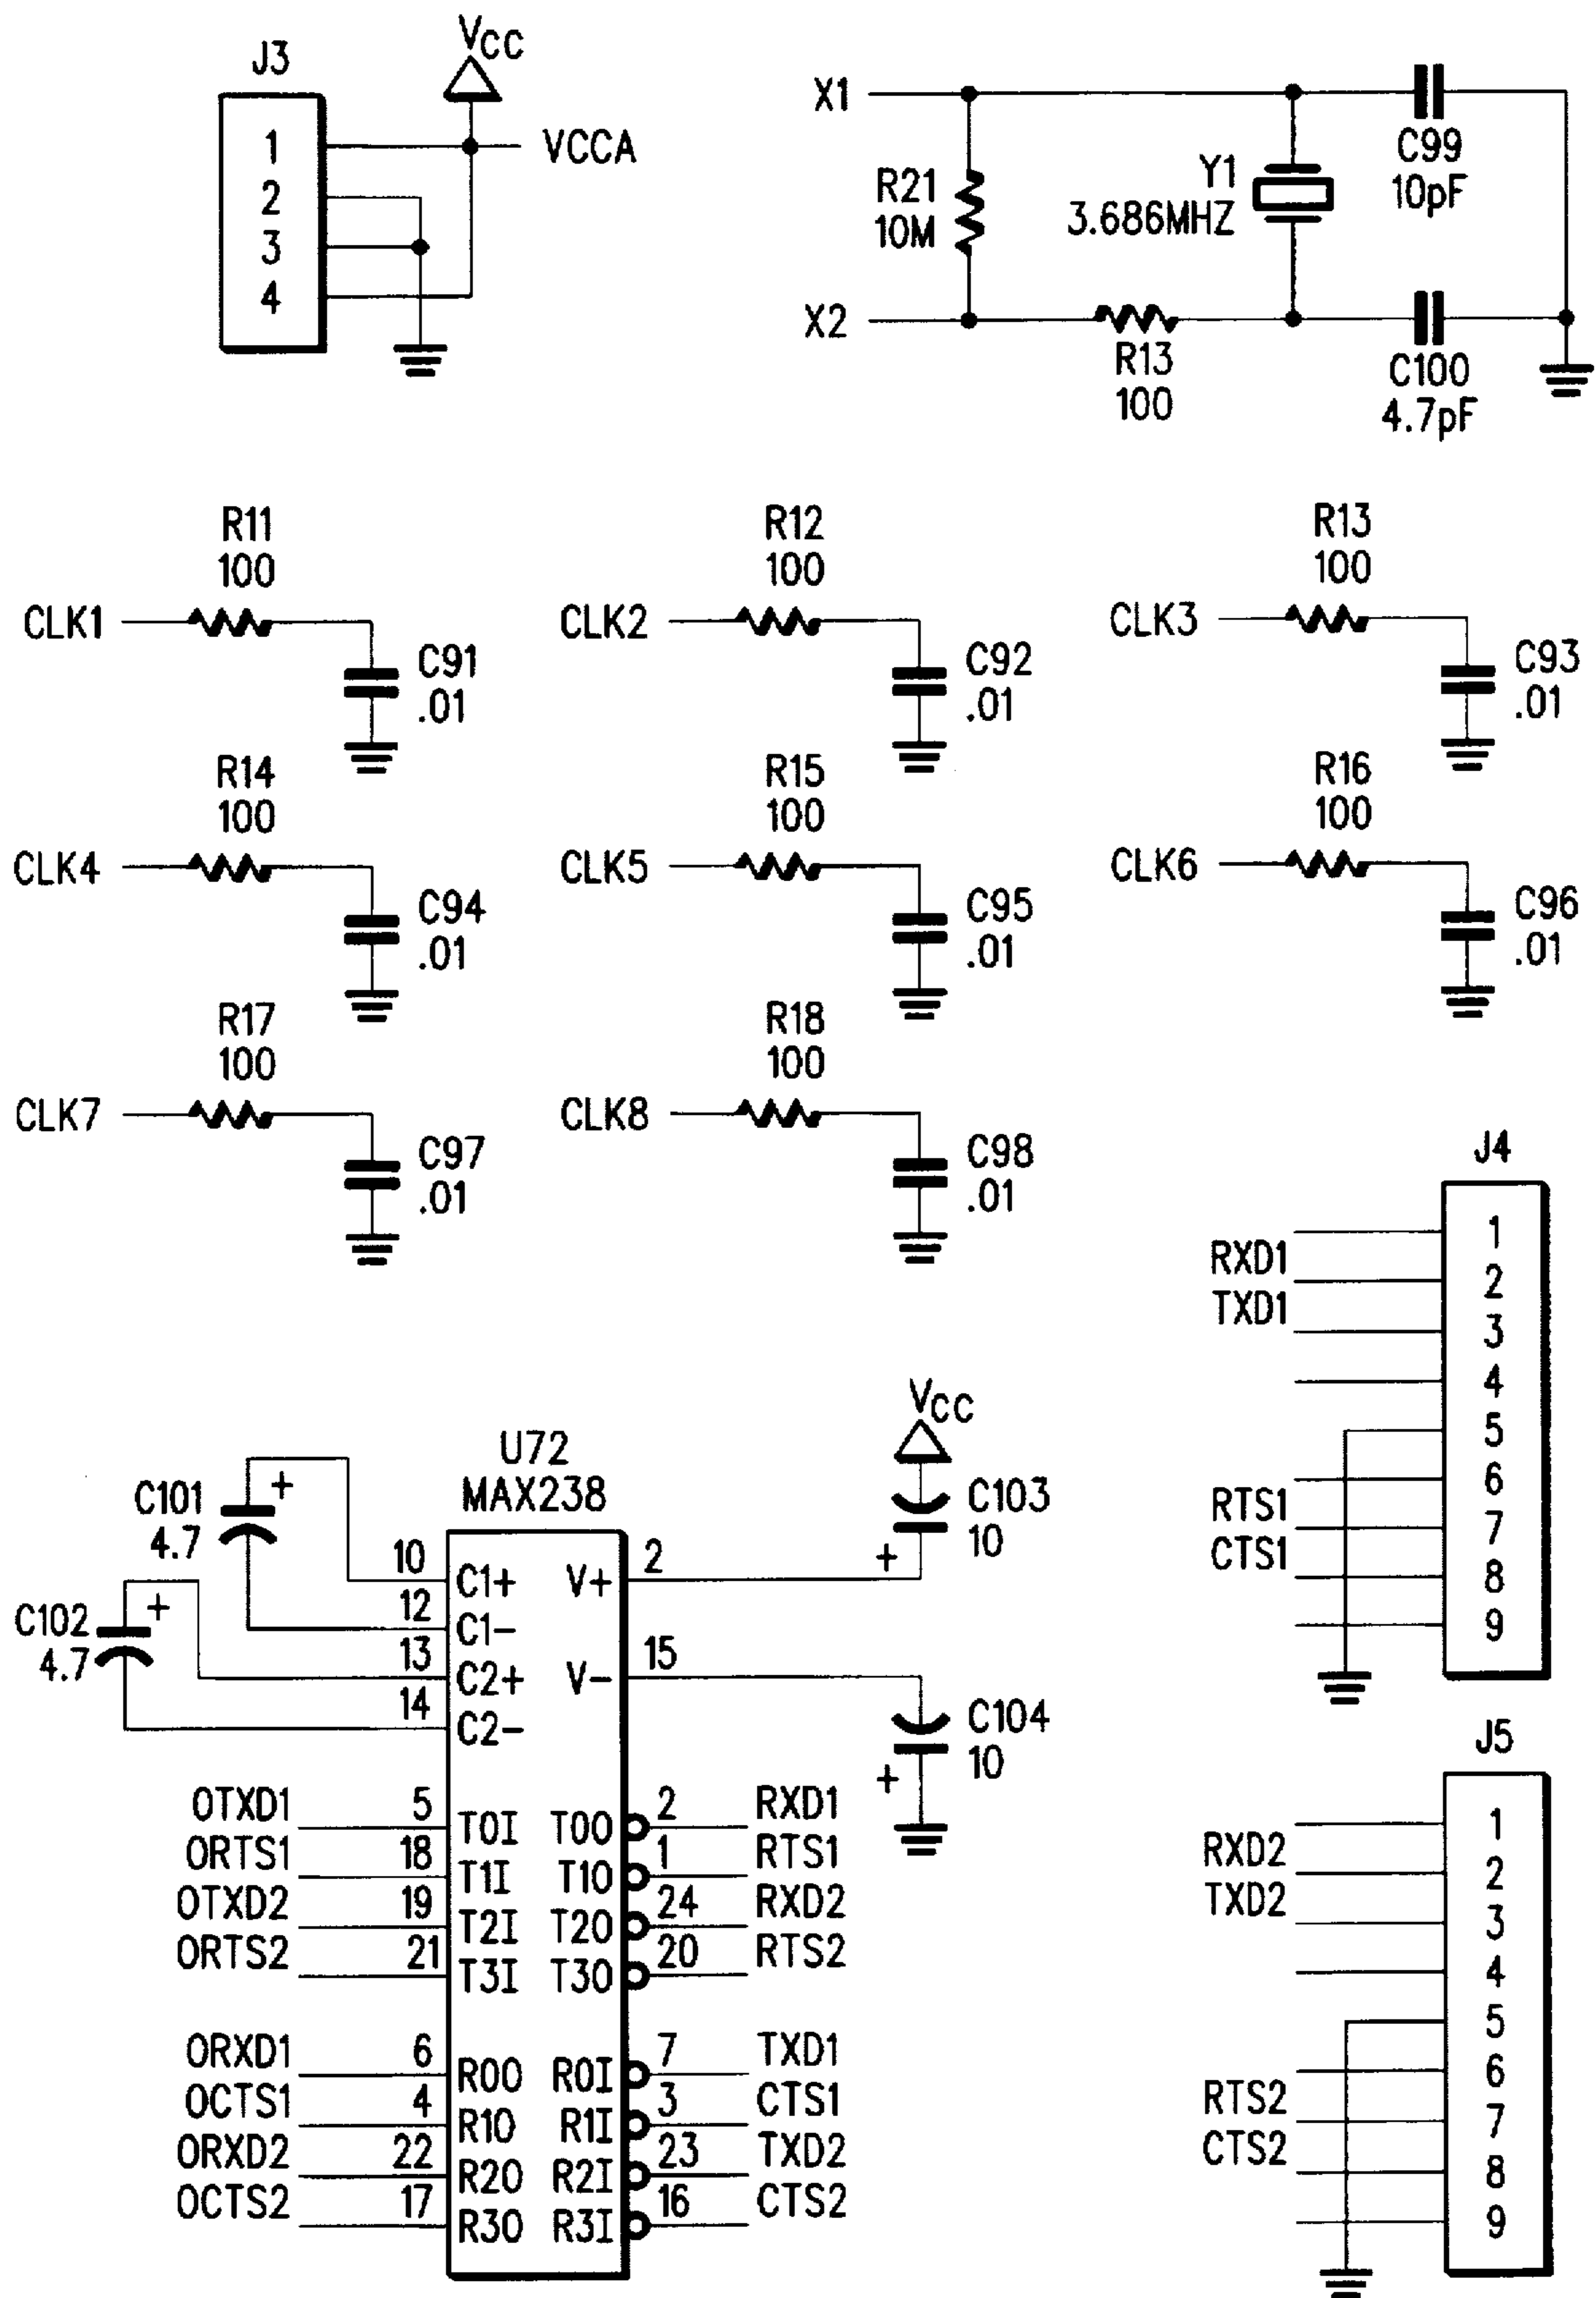 J3
VCC
1
VCCA
2
3
4
X1
C99
10pF
R21
10M
Y1
3.686MHZ
X2
R13
100
C100
4.7pF
R11
100
CLK1
C91
.01
R12
100
CLK2
C92
.01
R13
100
CLK3
C93
.01
R14
100
CLK4
C94
.01
R15
100
CLK5
C95
.01
R16
100
CLK6
C96
.01
R17
100
CLK7
C97
.01
R18
100
CLK8
C98
.01
J4
1
RXD1
2
TXD1
3
4
5
6
RTS1
7
CTS1
8
9
U72
MAX238
C101
4.7
+
C102
4.7
+
VCC
C103
10
+
C104
10
+
10 C1+ V+ 2
12 C1-
13 C2+ V- 15
14 C2-
OTXD1 5 T0I T0O 2 RXD1
ORTS1 18 T1I T1O 1 RTS1
OTXD2 19 T2I T2O 24 RXD2
ORTS2 21 T3I T3O 20 RTS2
ORXD1 6 R0O R0I 7 TXD1
OCTS1 4 R1O R1I 3 CTS1
ORXD2 22 R2O R2I 23 TXD2
OCTS2 17 R3O R3I 16 CTS2
J5
1
RXD2
2
TXD2
3
4
5
6
RTS2
7
CTS2
8
9